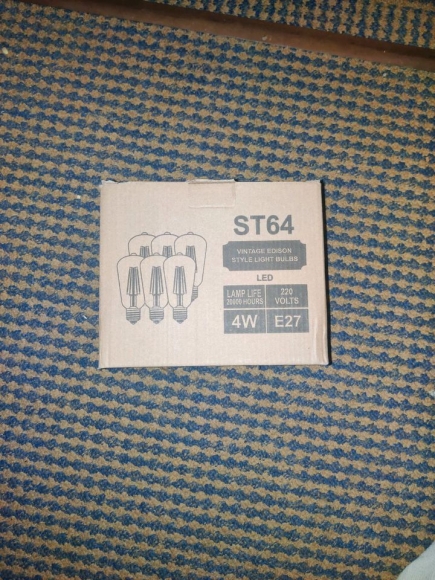 ST64
VINTAGE EDISON
STYLE LIGHT BULBS
LED
LAMP LIFE
20000 HOURS
220
VOLTS
4W
E27